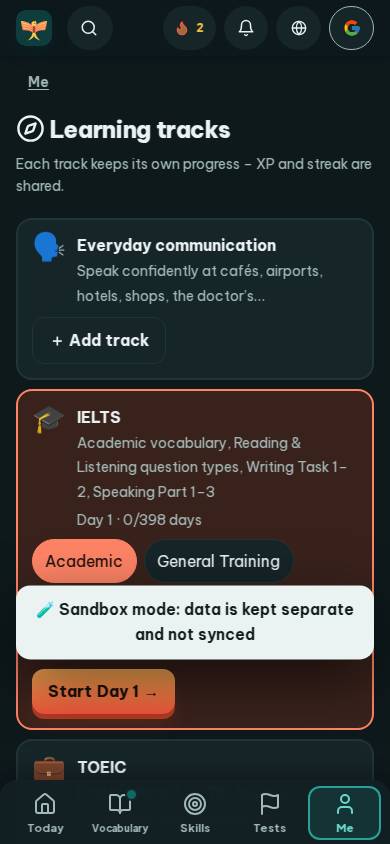 2
Me
Learning tracks
Each track keeps its own progress – XP and streak are
shared.
Everyday communication
Speak confidently at cafés, airports,
hotels, shops, the doctor's…
+ Add track
IELTS
Academic vocabulary, Reading &
Listening question types, Writing Task 1–
2, Speaking Part 1–3
Day 1 · 0/398 days
Academic
General Training
🧪 Sandbox mode: data is kept separate
and not synced
Start Day 1 →
TOEIC
Today
Vocabulary
Skills
Tests
Me